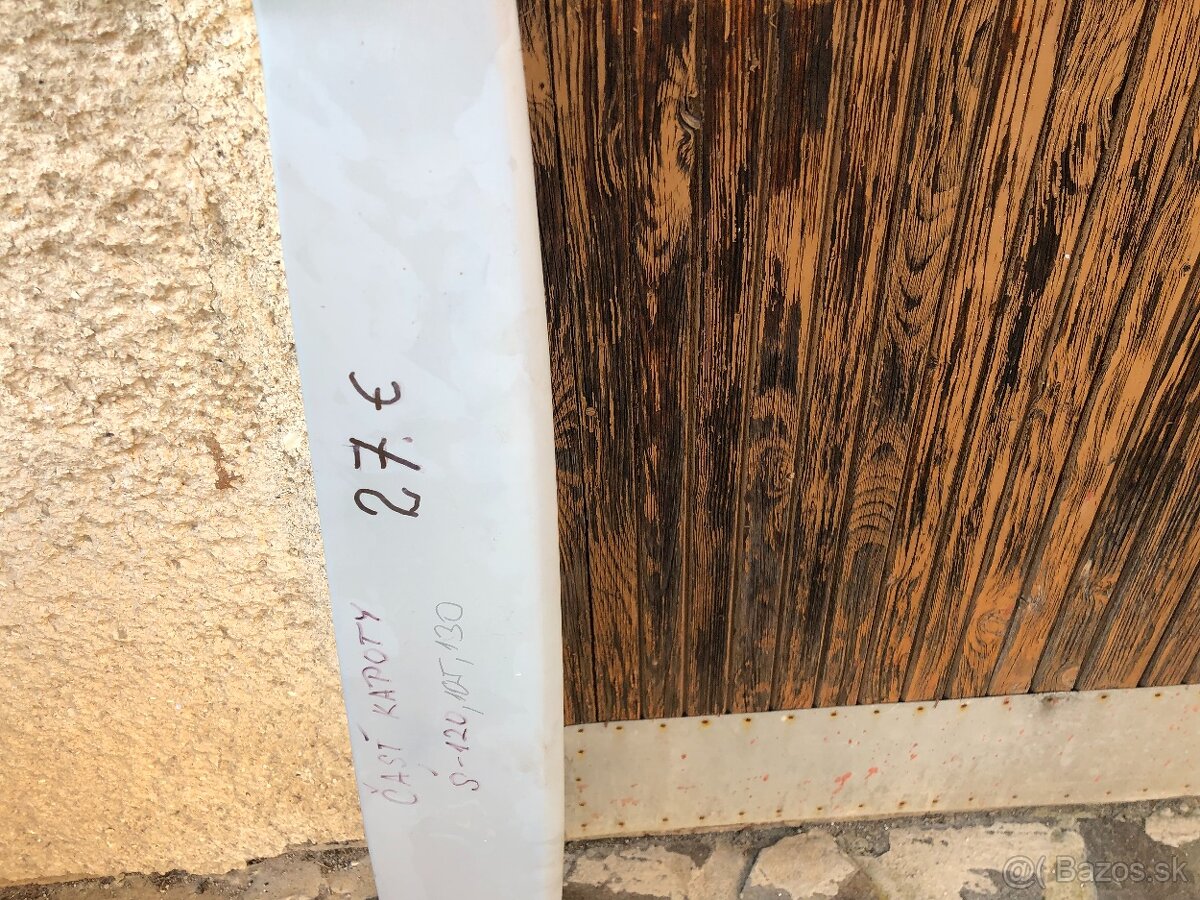 27.€
ČASŤ KAPOTY
Š-120, 105, 130
@( Bazos.sk